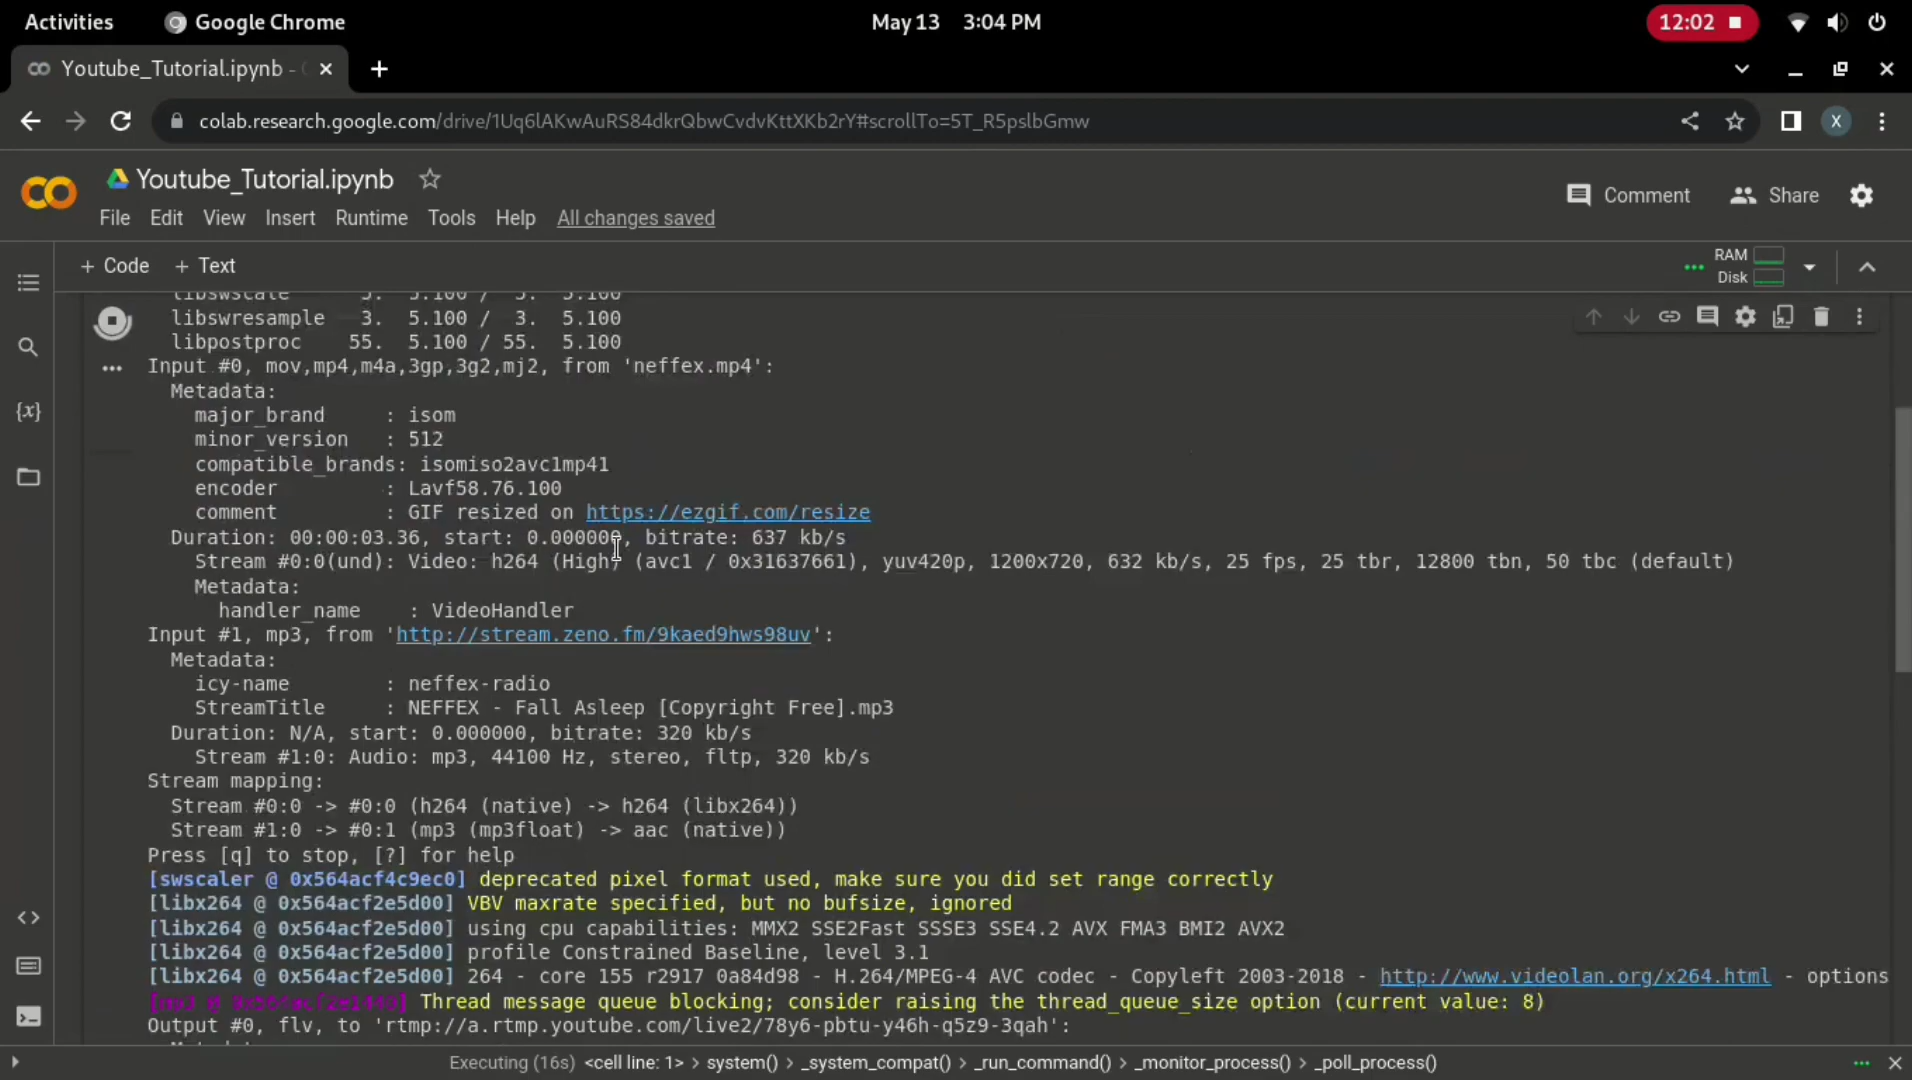 Activities Google Chrome May 13 3:04 PM 12:02
Youtube_Tutorial.ipynb -
colab.research.google.com/drive/1Uq6lAKwAuRS84dkrQbwCvdvKttXKb2rY#scrollTo=5T_R5pslbGmw X
Youtube_Tutorial.ipynb
Comment Share
File Edit View Insert Runtime Tools Help All changes saved
+ Code + Text RAM
Disk
libswscale 5. 5.100 / 5. 5.100
libswresample 3. 5.100 / 3. 5.100
libpostproc 55. 5.100 / 55. 5.100
Input #0, mov,mp4,m4a,3gp,3g2,mj2, from 'neffex.mp4':
Metadata:
major_brand : isom
minor_version : 512
compatible_brands: isomiso2avc1mp41
encoder : Lavf58.76.100
comment : GIF resized on https://ezgif.com/resize
Duration: 00:00:03.36, start: 0.000000, bitrate: 637 kb/s
Stream #0:0(und): Video: h264 (High) (avc1 / 0x31637661), yuv420p, 1200x720, 632 kb/s, 25 fps, 25 tbr, 12800 tbn, 50 tbc (default)
Metadata:
handler_name : VideoHandler
Input #1, mp3, from 'http://stream.zeno.fm/9kaed9hws98uv':
Metadata:
icy-name : neffex-radio
StreamTitle : NEFFEX - Fall Asleep [Copyright Free].mp3
Duration: N/A, start: 0.000000, bitrate: 320 kb/s
Stream #1:0: Audio: mp3, 44100 Hz, stereo, fltp, 320 kb/s
Stream mapping:
Stream #0:0 -> #0:0 (h264 (native) -> h264 (libx264))
Stream #1:0 -> #0:1 (mp3 (mp3float) -> aac (native))
Press [q] to stop, [?] for help
[swscaler @ 0x564acf4c9ec0] deprecated pixel format used, make sure you did set range correctly
[libx264 @ 0x564acf2e5d00] VBV maxrate specified, but no bufsize, ignored
[libx264 @ 0x564acf2e5d00] using cpu capabilities: MMX2 SSE2Fast SSSE3 SSE4.2 AVX FMA3 BMI2 AVX2
[libx264 @ 0x564acf2e5d00] profile Constrained Baseline, level 3.1
[libx264 @ 0x564acf2e5d00] 264 - core 155 r2917 0a84d98 - H.264/MPEG-4 AVC codec - Copyleft 2003-2018 - http://www.videolan.org/x264.html - options
[mp3 @ 0x564acf2e1440] Thread message queue blocking; consider raising the thread_queue_size option (current value: 8)
Output #0, flv, to 'rtmp://a.rtmp.youtube.com/live2/78y6-pbtu-y46h-q5z9-3qah':
Executing (16s) <cell line: 1> > system() > _system_compat() > _run_command() > _monitor_process() > _poll_process()